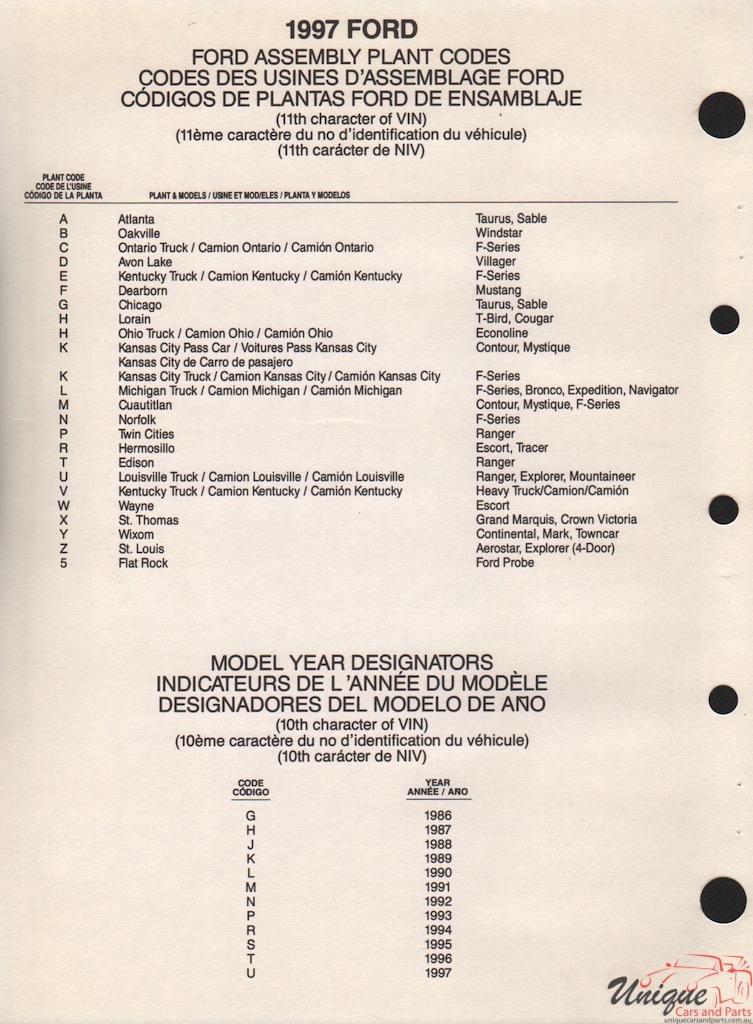 1997 FORD
FORD ASSEMBLY PLANT CODES
CODES DES USINES D'ASSEMBLAGE FORD
CÓDIGOS DE PLANTAS FORD DE ENSAMBLAJE
(11th character of VIN)
(11ème caractère du no d'identification du véhicule)
(11th carácter de NIV)
PLANT CODE
CODE DE L'USINE
CÓDIGO DE LA PLANTA PLANT & MODELS / USINE ET MOD/ELES / PLANTA Y MODELOS
A Atlanta Taurus, Sable
B Oakville Windstar
C Ontario Truck / Camion Ontario / Camión Ontario F-Series
D Avon Lake Villager
E Kentucky Truck / Camion Kentucky / Camión Kentucky F-Series
F Dearborn Mustang
G Chicago Taurus, Sable
H Lorain T-Bird, Cougar
H Ohio Truck / Camion Ohio / Camión Ohio Econoline
K Kansas City Pass Car / Voitures Pass Kansas City Contour, Mystique
Kansas City de Carro de pasajero
K Kansas City Truck / Camion Kansas City / Camión Kansas City F-Series
L Michigan Truck / Camion Michigan / Camión Michigan F-Series, Bronco, Expedition, Navigator
M Cuautitlan Contour, Mystique, F-Series
N Norfolk F-Series
P Twin Cities Ranger
R Hermosillo Escort, Tracer
T Edison Ranger
U Louisville Truck / Camion Louisville / Camión Louisville Ranger, Explorer, Mountaineer
V Kentucky Truck / Camion Kentucky / Camión Kentucky Heavy Truck/Camion/Camión
W Wayne Escort
X St. Thomas Grand Marquis, Crown Victoria
Y Wixom Continental, Mark, Towncar
Z St. Louis Aerostar, Explorer (4-Door)
5 Flat Rock Ford Probe
MODEL YEAR DESIGNATORS
INDICATEURS DE L 'ANNÉE DU MODÈLE
DESIGNADORES DEL MODELO DE AÑO
(10th character of VIN)
(10ème caractère du no d'identification du véhicule)
(10th carácter de NIV)
CODE YEAR
CÓDIGO ANNÉE / AÑO
G 1986
H 1987
J 1988
K 1989
L 1990
M 1991
N 1992
P 1993
R 1994
S 1995
T 1996
U 1997
Unique
Cars and Parts
uniquecarsandparts.com.au